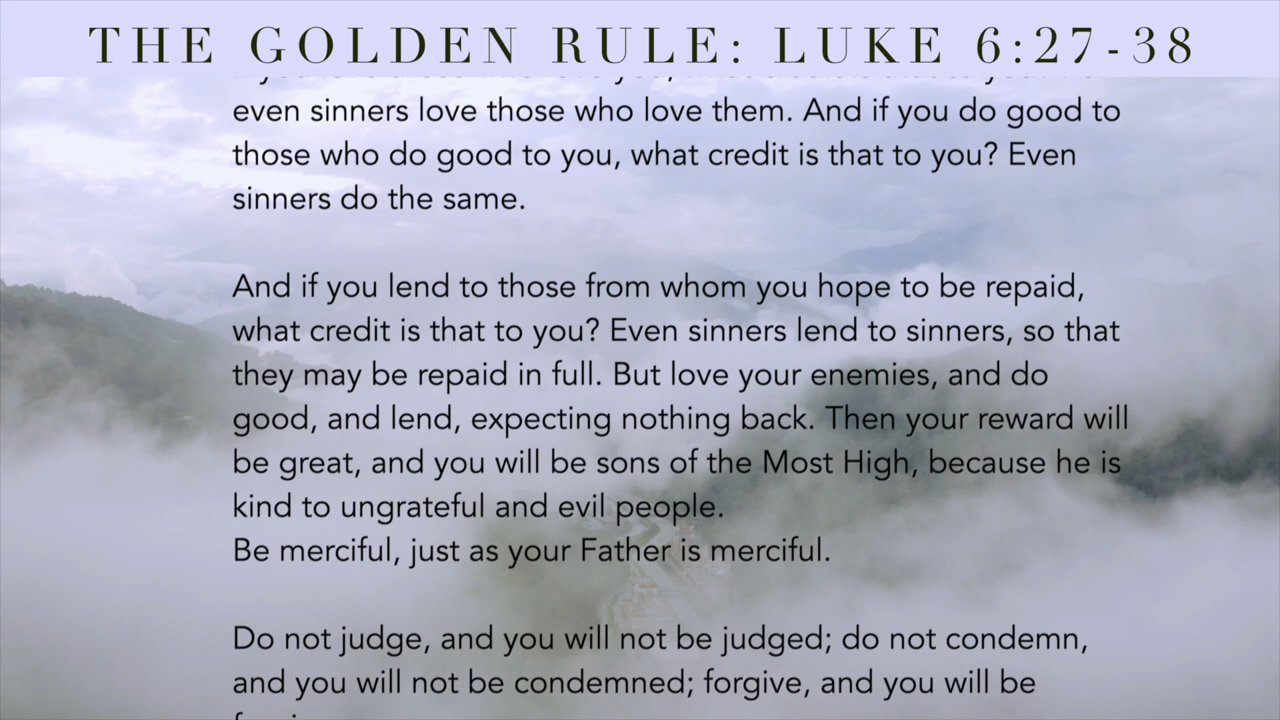 THE GOLDEN RULE: LUKE 6:27-38
even sinners love those who love them. And if you do good to
those who do good to you, what credit is that to you? Even
sinners do the same.
And if you lend to those from whom you hope to be repaid,
what credit is that to you? Even sinners lend to sinners, so that
they may be repaid in full. But love your enemies, and do
good, and lend, expecting nothing back. Then your reward will
be great, and you will be sons of the Most High, because he is
kind to ungrateful and evil people.
Be merciful, just as your Father is merciful.
Do not judge, and you will not be judged; do not condemn,
and you will not be condemned; forgive, and you will be